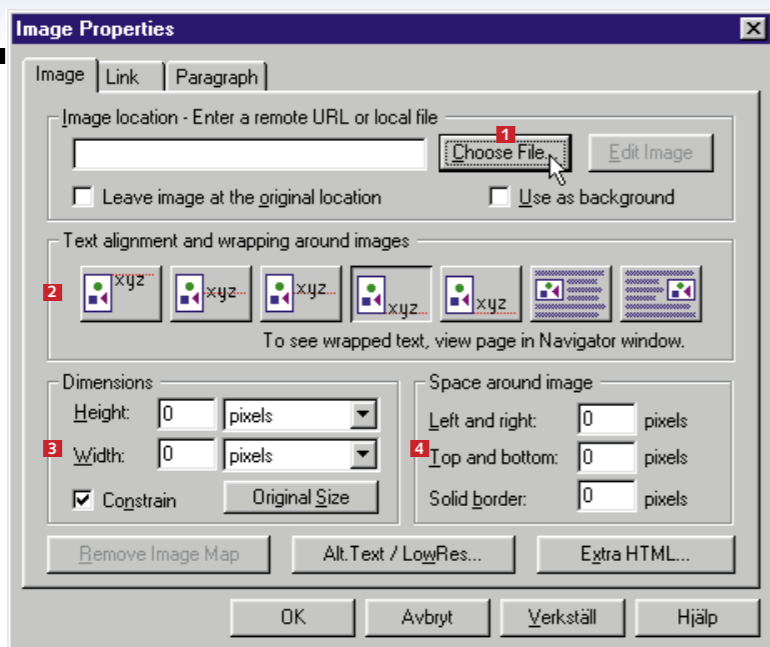 Image Properties
Image Link Paragraph
Image location - Enter a remote URL or local file
1
Choose File... Edit Image
Leave image at the original location Use as background
Text alignment and wrapping around images
2 xyz xyz xyz xyz xyz
To see wrapped text, view page in Navigator window.
Dimensions Space around image
Height: 0 pixels Left and right: 0 pixels
3 Width: 0 pixels 4 Top and bottom: 0 pixels
Constrain Original Size Solid border: 0 pixels
Remove Image Map Alt.Text / LowRes... Extra HTML...
OK Avbryt Verkställ Hjälp